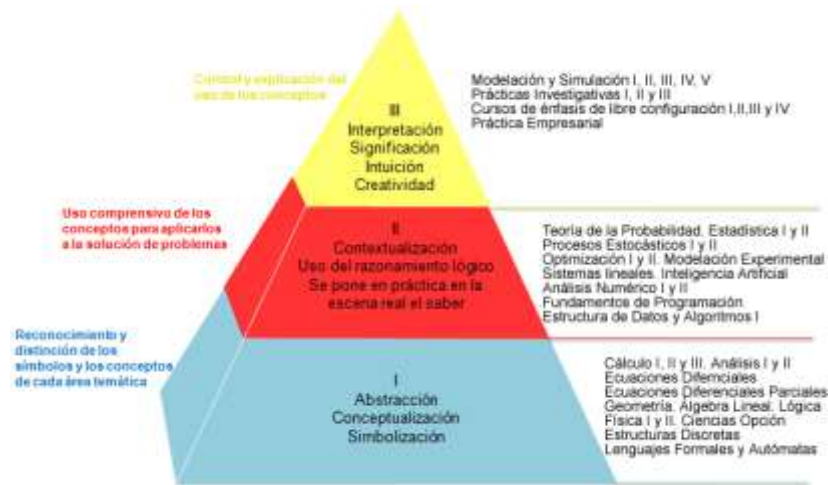 Control y explicación del
uso de los conceptos
III
Interpretación
Significación
Intuición
Creatividad
Modelación y Simulación I, II, III, IV, V
Prácticas Investigativas I, II y III
Cursos de énfasis de libre configuración I,II,III y IV
Práctica Empresarial
Uso comprensivo de los
conceptos para aplicarlos
a la solución de problemas
II
Contextualización
Uso del razonamiento lógico
Se pone en práctica en la
escena real el saber
Teoría de la Probabilidad. Estadística I y II
Procesos Estocásticos I y II
Optimización I y II. Modelación Experimental
Sistemas lineales. Inteligencia Artificial
Análisis Numérico I y II
Fundamentos de Programación
Estructura de Datos y Algoritmos I
Reconocimiento y
distinción de los
símbolos y los conceptos
de cada área temática
I
Abstracción
Conceptualización
Simbolización
Cálculo I, II y III. Análisis I y II
Ecuaciones Difernciales
Ecuaciones Diferenciales Parciales
Geometría. Álgebra Lineal. Lógica
Física I y II. Ciencias Opción
Estructuras Discretas
Lenguajes Formales y Autómatas